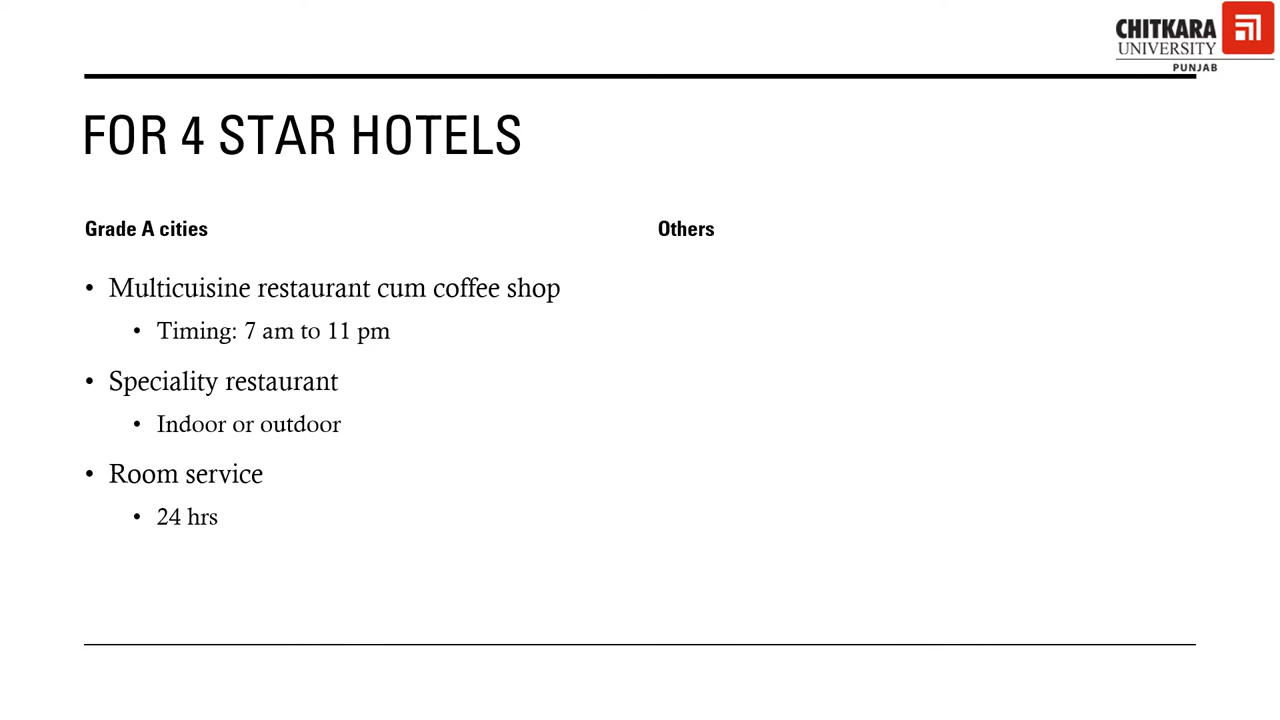 CHITKARA
UNIVERSITY
PUNJAB
FOR 4 STAR HOTELS
Grade A cities
• Multicuisine restaurant cum coffee shop
• Timing: 7 am to 11 pm
• Speciality restaurant
• Indoor or outdoor
• Room service
• 24 hrs
Others